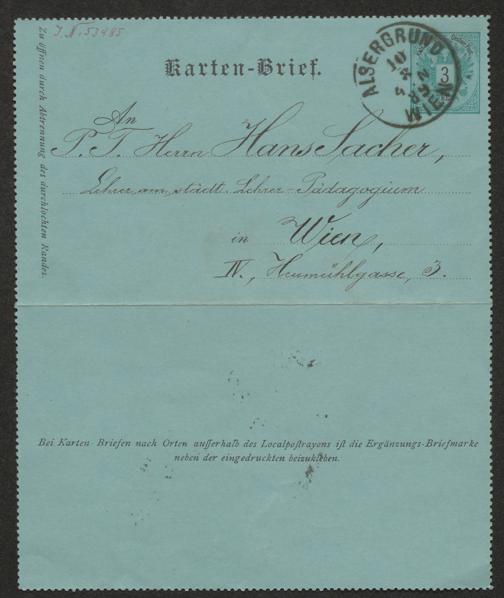 J.N. 53485
Karten-Brief.
ALSERGRUND
WIEN
3
An
P. T. Herrn Hans Sacher,
Lehrer am städt. Lehrer-Pädagogium
in Wien,
IV., Heumühlgasse, 3.
Zu öffnen durch Abtrennung des durchlochten Randes.
Bei Karten-Briefen nach Orten außerhalb des Localpostrayons ist die Ergänzungs-Briefmarke
neben der eingedruckten beizukleben.